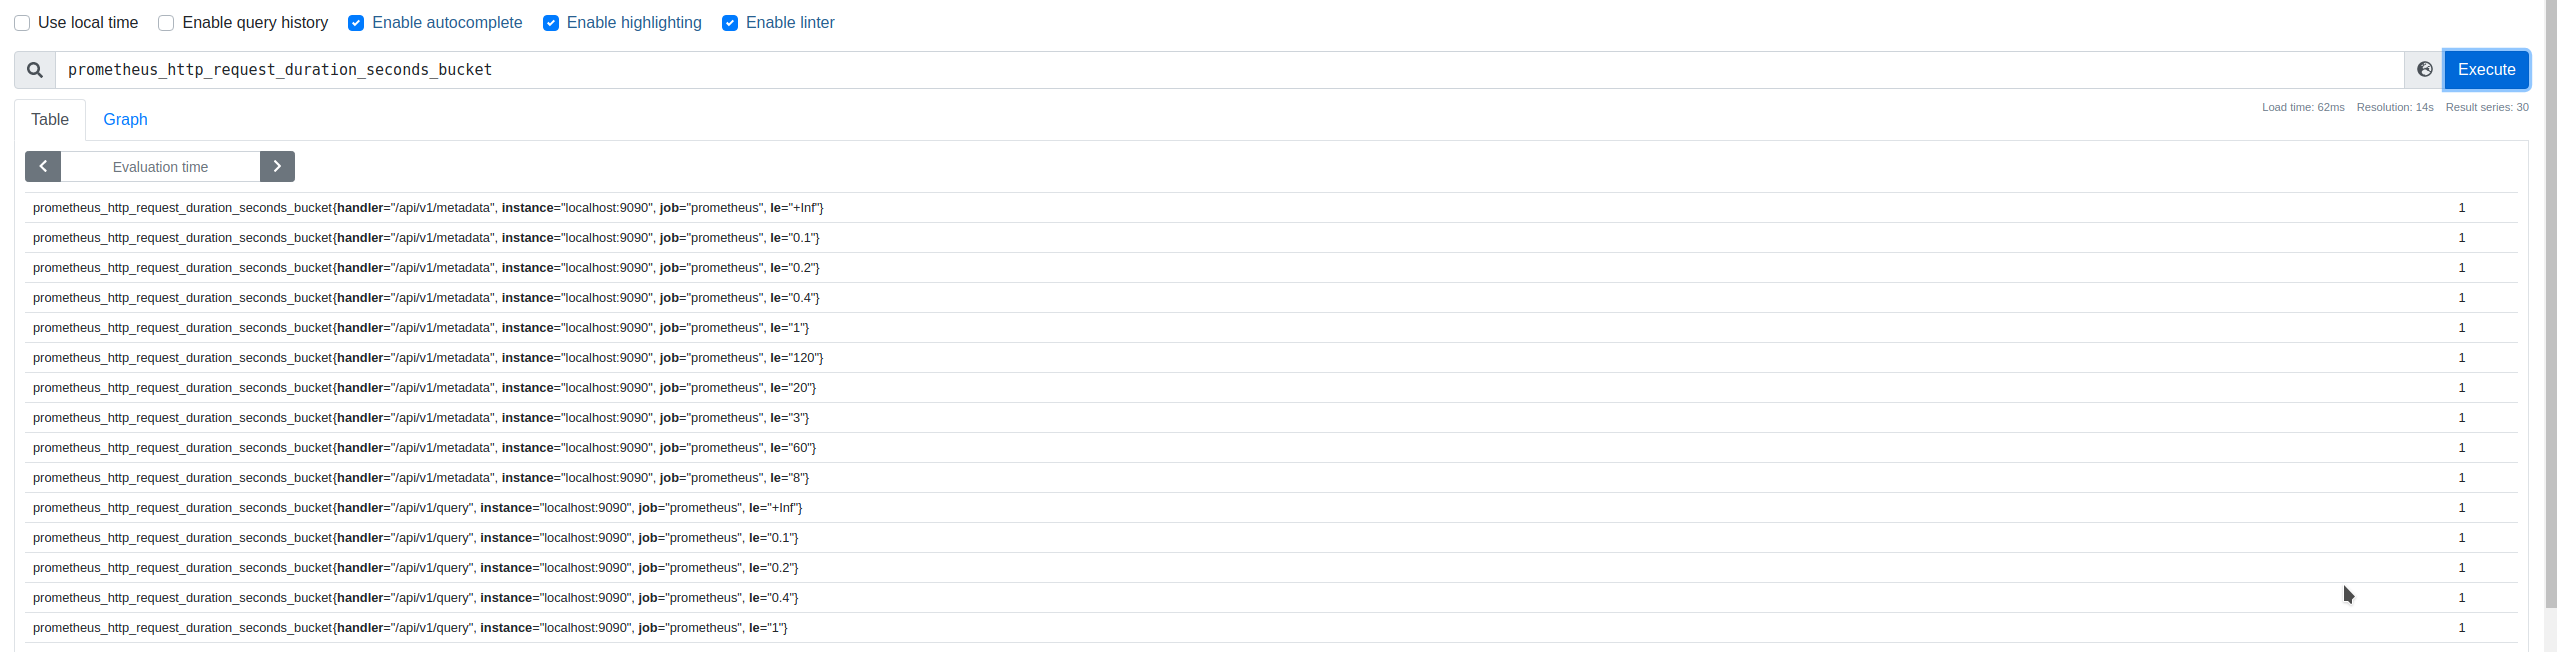 Use local time Enable query history Enable autocomplete Enable highlighting Enable linter
prometheus_http_request_duration_seconds_bucket Execute
Table Graph Load time: 62ms Resolution: 14s Result series: 30
Evaluation time
prometheus_http_request_duration_seconds_bucket{handler="/api/v1/metadata", instance="localhost:9090", job="prometheus", le="+Inf"} 1
prometheus_http_request_duration_seconds_bucket{handler="/api/v1/metadata", instance="localhost:9090", job="prometheus", le="0.1"} 1
prometheus_http_request_duration_seconds_bucket{handler="/api/v1/metadata", instance="localhost:9090", job="prometheus", le="0.2"} 1
prometheus_http_request_duration_seconds_bucket{handler="/api/v1/metadata", instance="localhost:9090", job="prometheus", le="0.4"} 1
prometheus_http_request_duration_seconds_bucket{handler="/api/v1/metadata", instance="localhost:9090", job="prometheus", le="1"} 1
prometheus_http_request_duration_seconds_bucket{handler="/api/v1/metadata", instance="localhost:9090", job="prometheus", le="120"} 1
prometheus_http_request_duration_seconds_bucket{handler="/api/v1/metadata", instance="localhost:9090", job="prometheus", le="20"} 1
prometheus_http_request_duration_seconds_bucket{handler="/api/v1/metadata", instance="localhost:9090", job="prometheus", le="3"} 1
prometheus_http_request_duration_seconds_bucket{handler="/api/v1/metadata", instance="localhost:9090", job="prometheus", le="60"} 1
prometheus_http_request_duration_seconds_bucket{handler="/api/v1/metadata", instance="localhost:9090", job="prometheus", le="8"} 1
prometheus_http_request_duration_seconds_bucket{handler="/api/v1/query", instance="localhost:9090", job="prometheus", le="+Inf"} 1
prometheus_http_request_duration_seconds_bucket{handler="/api/v1/query", instance="localhost:9090", job="prometheus", le="0.1"} 1
prometheus_http_request_duration_seconds_bucket{handler="/api/v1/query", instance="localhost:9090", job="prometheus", le="0.2"} 1
prometheus_http_request_duration_seconds_bucket{handler="/api/v1/query", instance="localhost:9090", job="prometheus", le="0.4"} 1
prometheus_http_request_duration_seconds_bucket{handler="/api/v1/query", instance="localhost:9090", job="prometheus", le="1"} 1